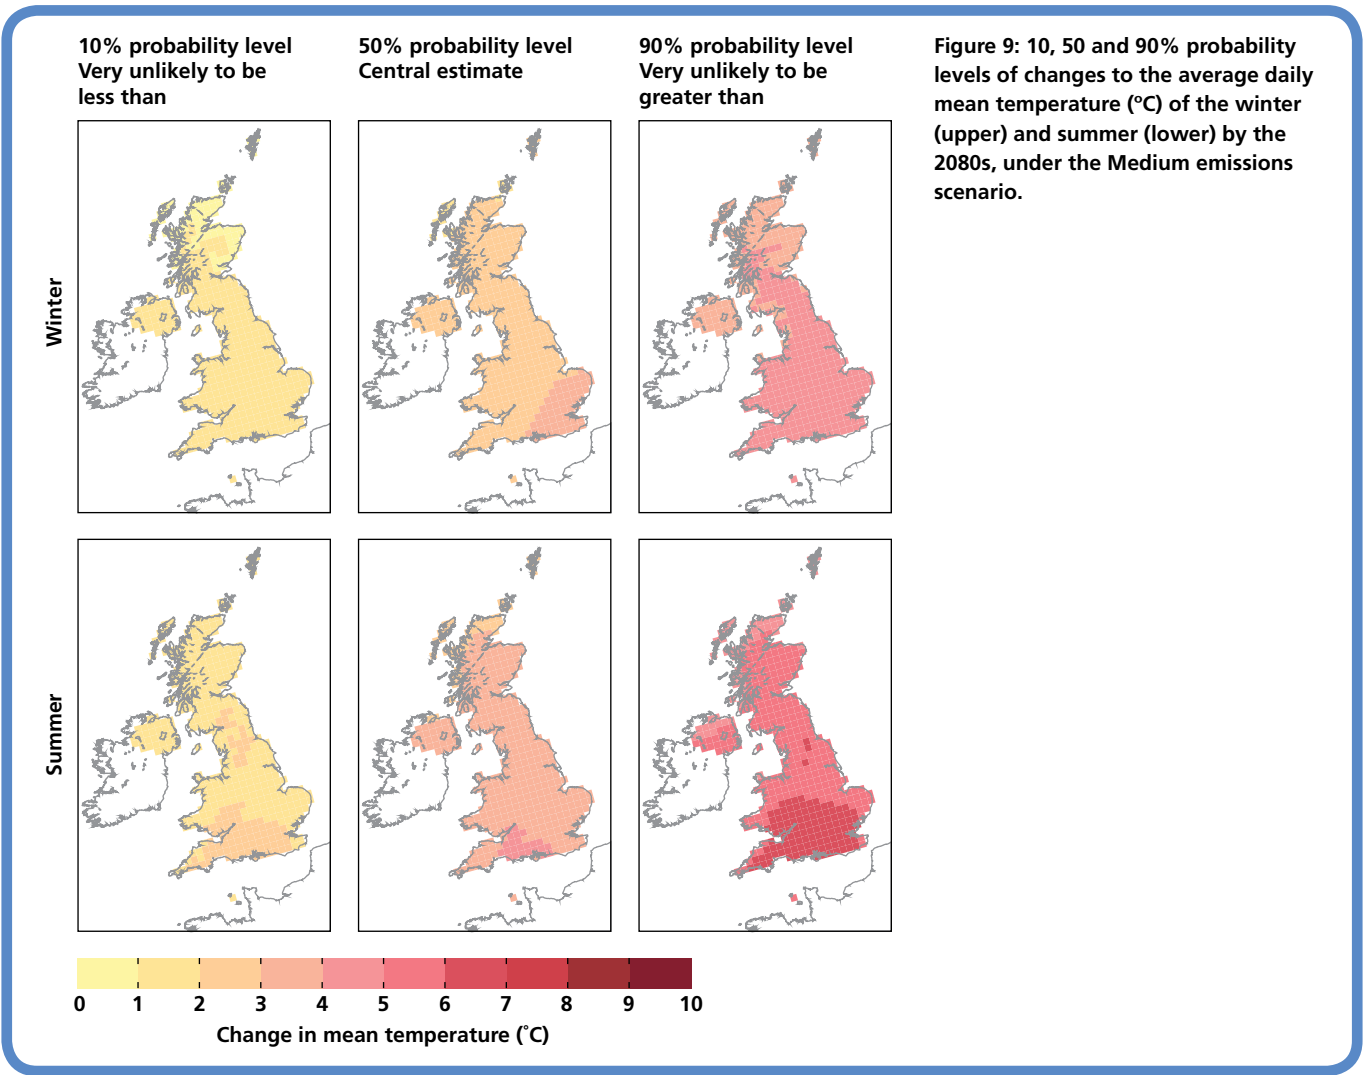 10% probability level
Very unlikely to be
less than
50% probability level
Central estimate
90% probability level
Very unlikely to be
greater than
Figure 9: 10, 50 and 90% probability
levels of changes to the average daily
mean temperature (ºC) of the winter
(upper) and summer (lower) by the
2080s, under the Medium emissions
scenario.
Winter
Summer
0 1 2 3 4 5 6 7 8 9 10
Change in mean temperature (˚C)